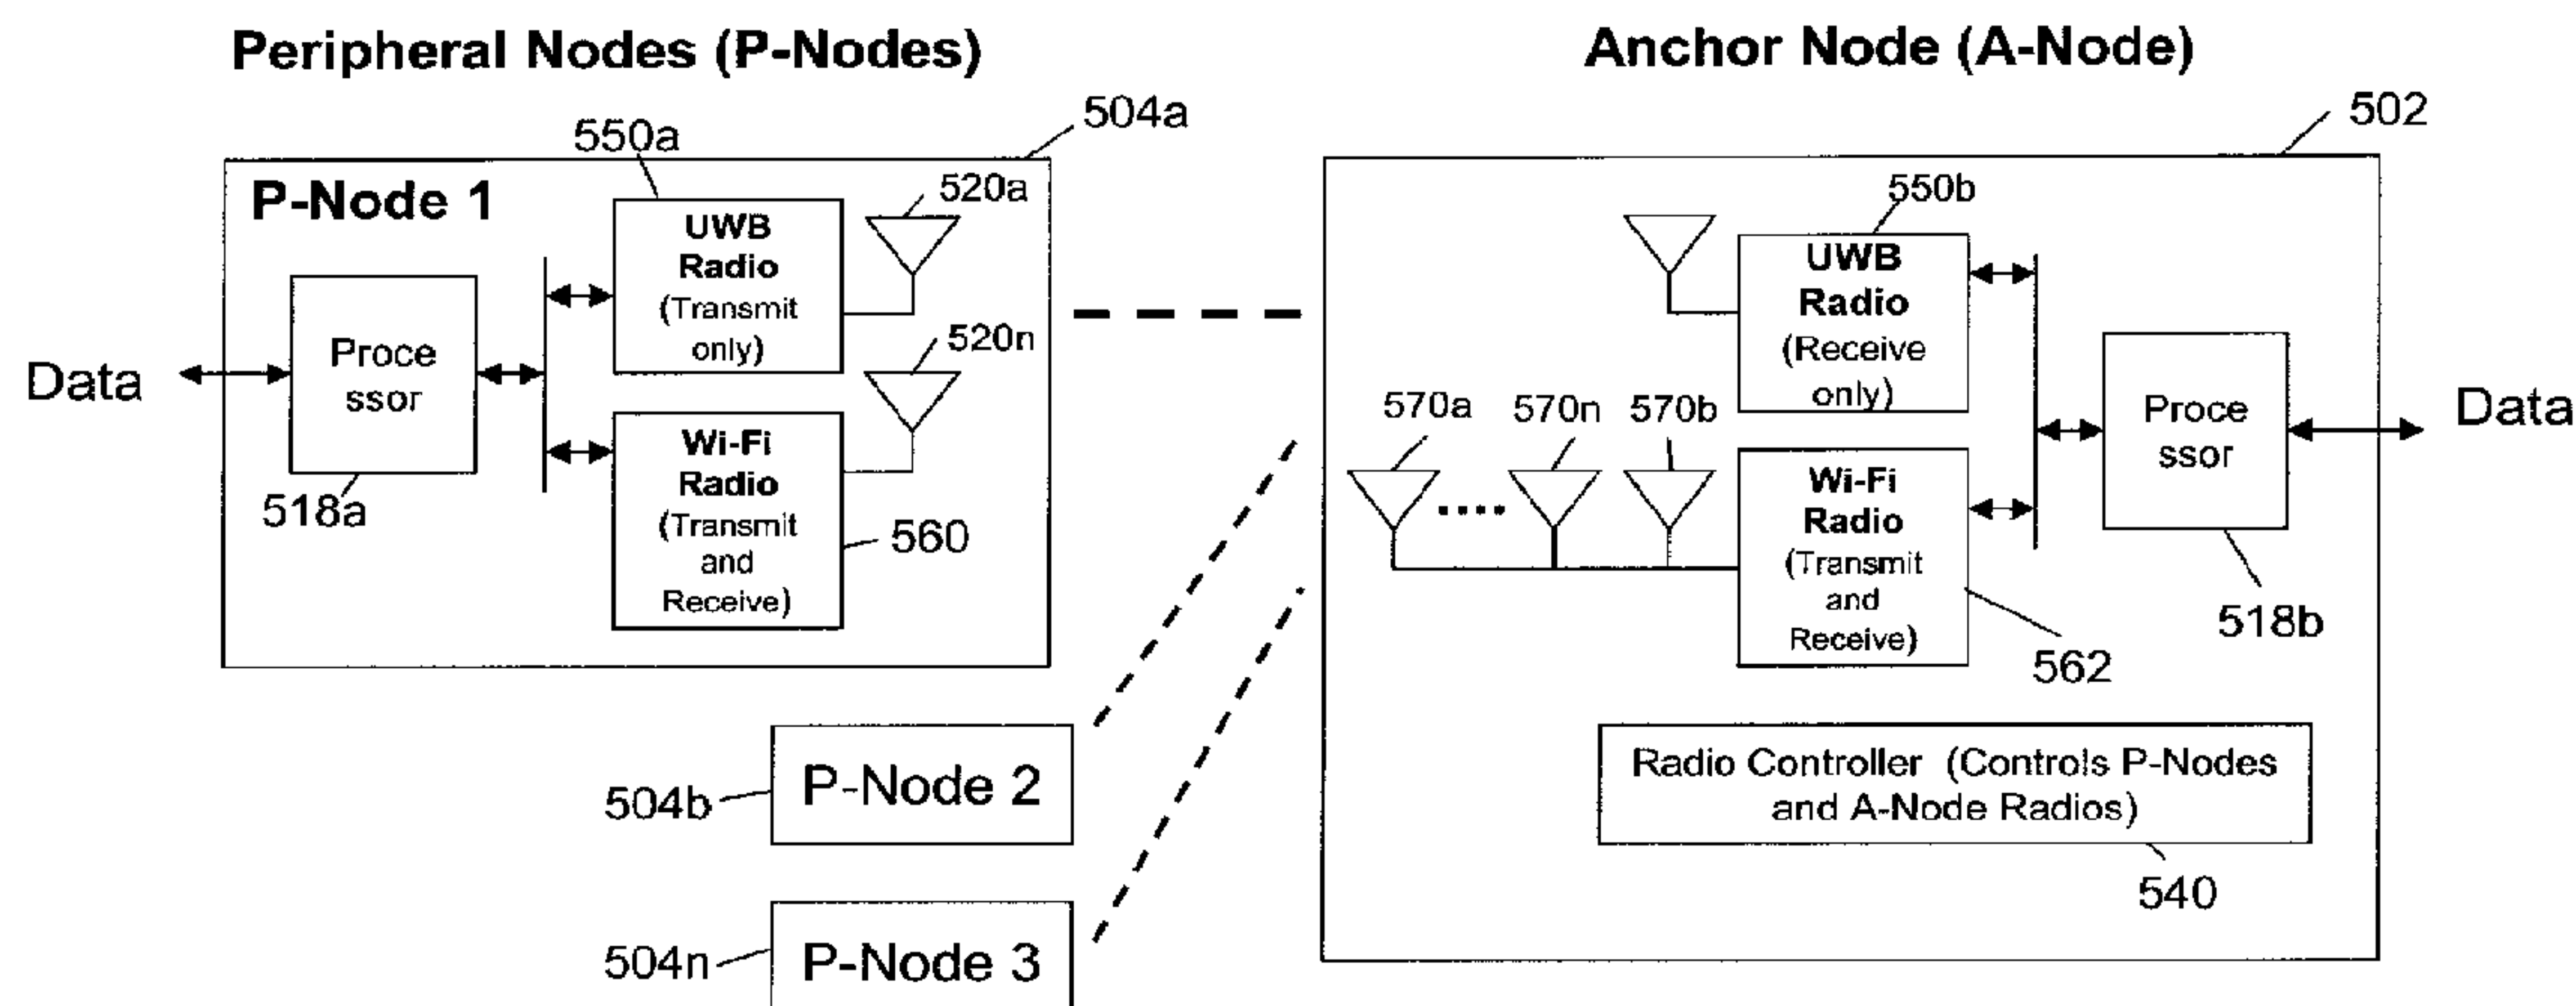 Peripheral Nodes (P-Nodes)
Anchor Node (A-Node)
504a
550a
P-Node 1
520a
UWB
Radio
(Transmit
only)
520n
Proce
ssor
Data
518a
Wi-Fi
Radio
(Transmit
and
Receive)
560
504b
P-Node 2
504n
P-Node 3
502
550b
UWB
Radio
(Receive
only)
570a
570n
570b
Proce
ssor
Data
Wi-Fi
Radio
(Transmit
and
Receive)
518b
562
Radio Controller (Controls P-Nodes
and A-Node Radios)
540